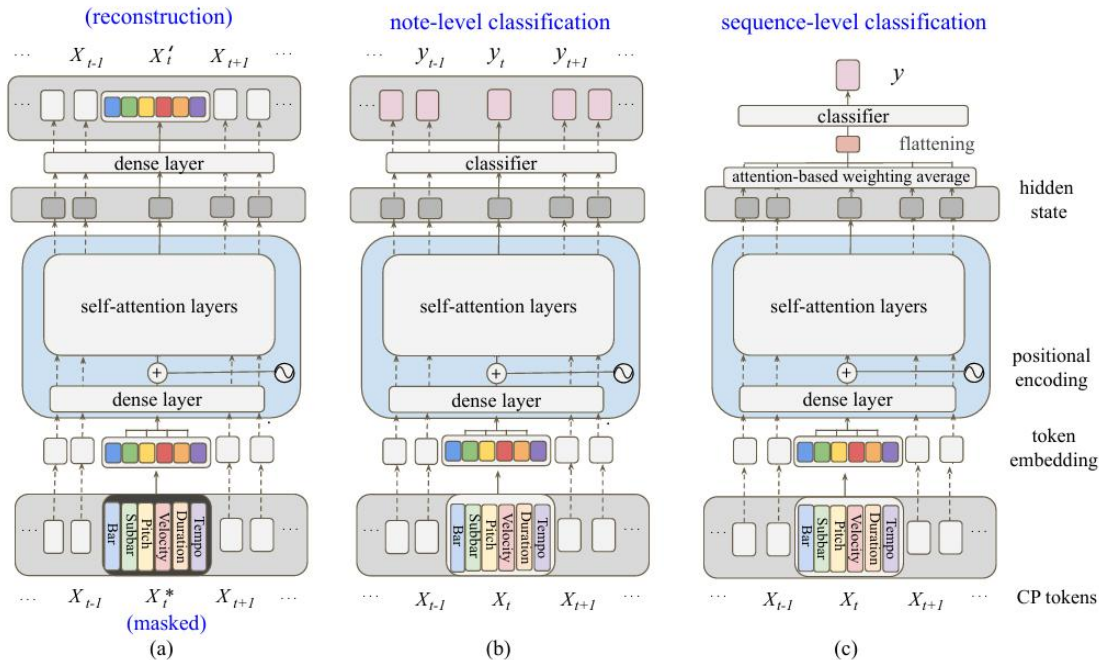 (reconstruction)
... X_{t-1} X_t' X_{t+1} ...
... ...
dense layer
self-attention layers
+
dense layer
... Bar Subbar Pitch Velocity Duration Tempo ...
... X_{t-1} X_t* X_{t+1} ...
(masked)
(a)
note-level classification
... y_{t-1} y_t y_{t+1} ...
... ...
classifier
self-attention layers
+
dense layer
... Bar Subbar Pitch Velocity Duration Tempo ...
... X_{t-1} X_t X_{t+1} ...
(b)
sequence-level classification
y
classifier
flattening
attention-based weighting average
self-attention layers
+
dense layer
... Bar Subbar Pitch Velocity Duration Tempo ...
... X_{t-1} X_t X_{t+1} ...
(c)
hidden
state
positional
encoding
token
embedding
CP tokens